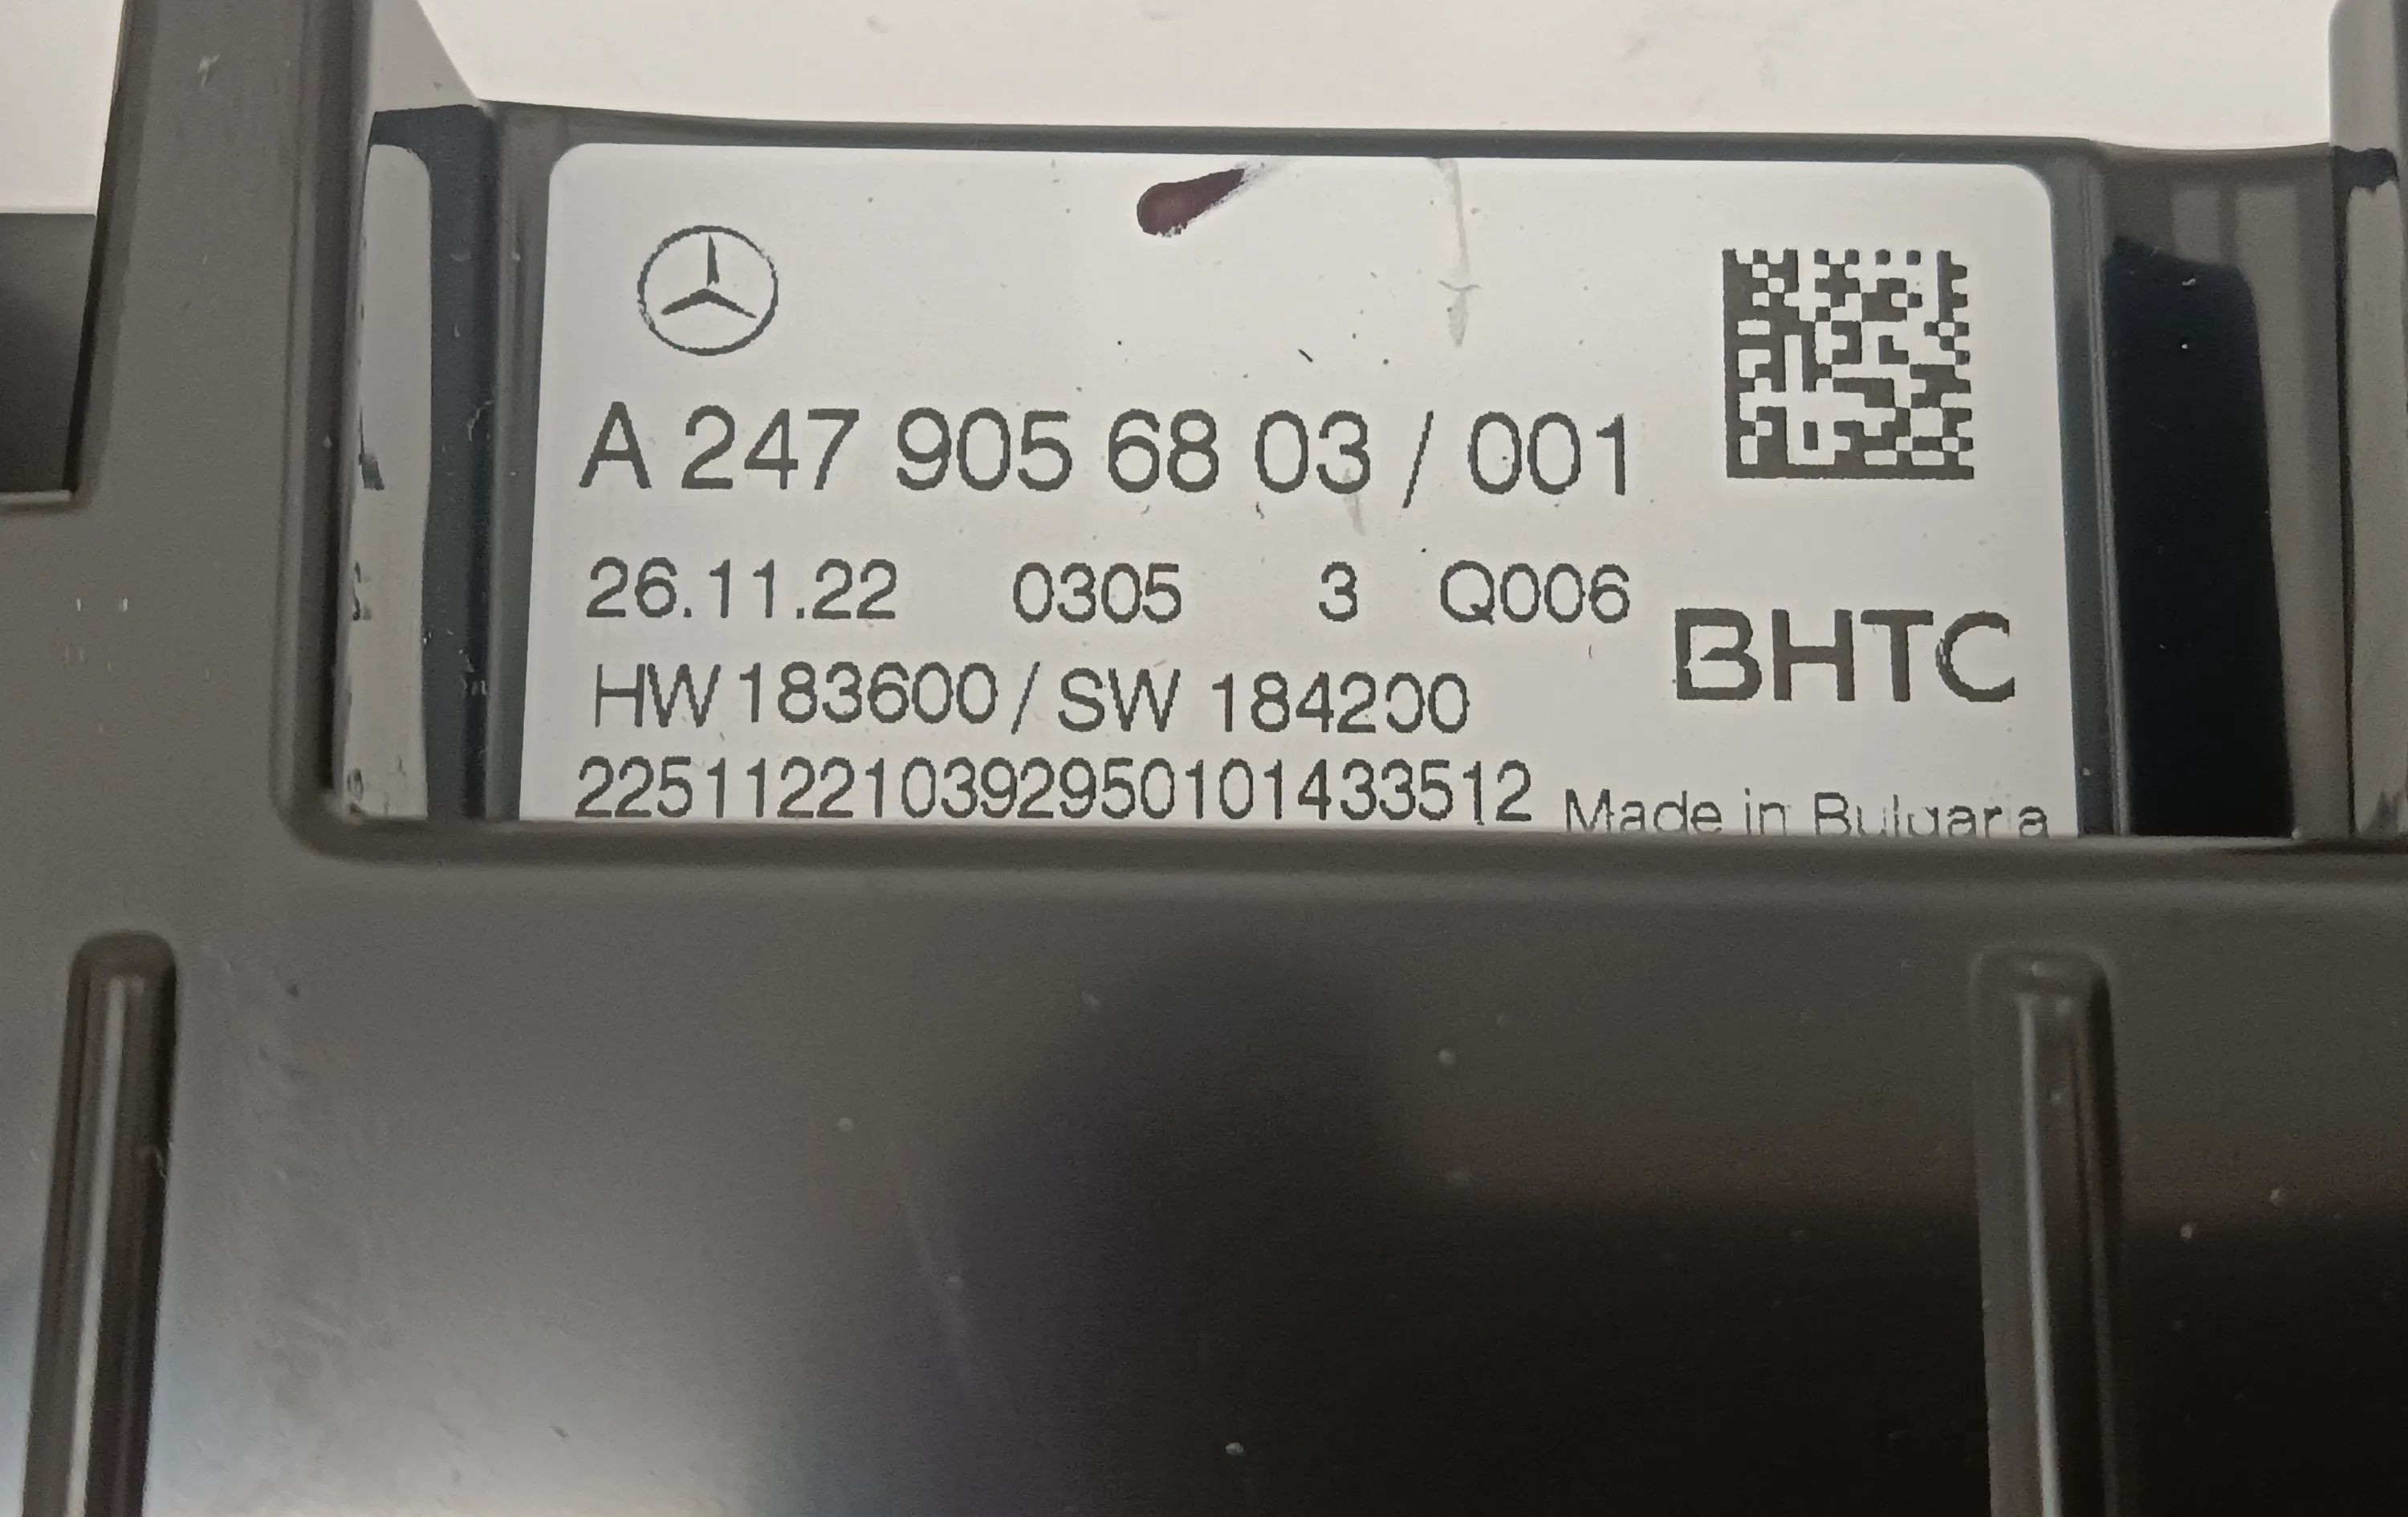 A 247 905 68 03 / 001
26.11.22 0305 3 Q006
BHTC
HW 183600 / SW 184200
225112210392950101433512
Made in Bulgaria